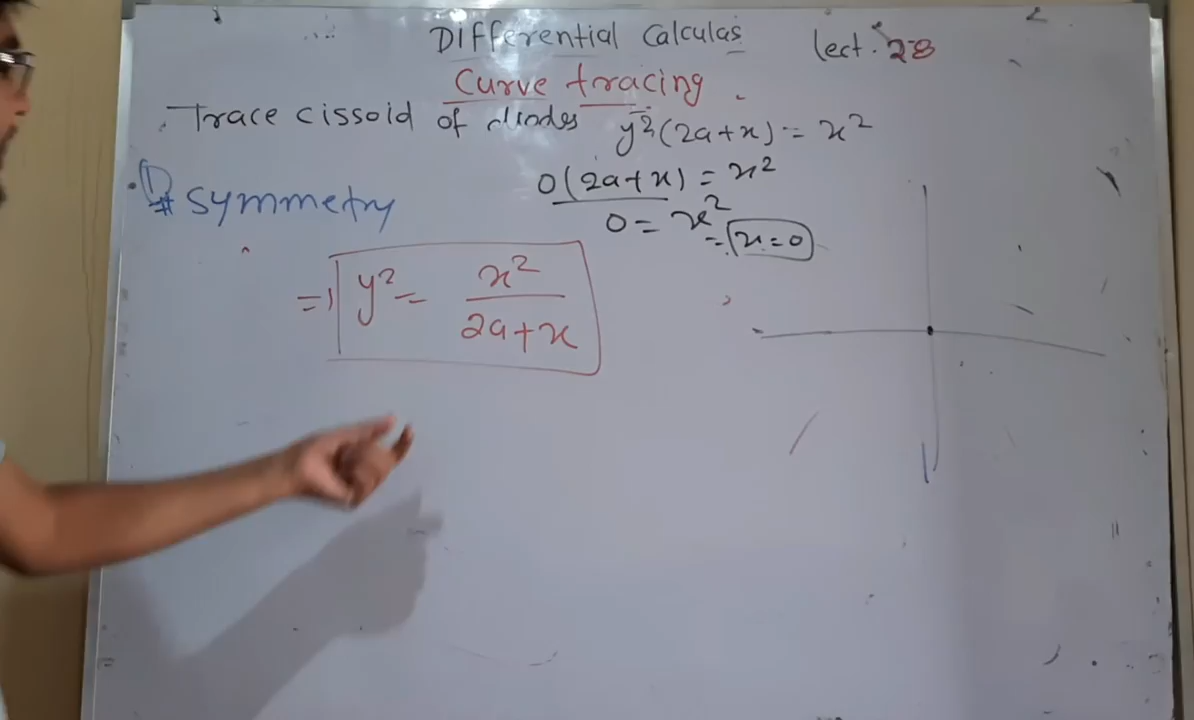 Differential Calculas
lect. 28
Curve tracing
Trace cissoid of diodes y²(2a+x) = x²
0(2a+x) = x²
0 = x²
= x=0
① # symmetry
=) y² = x² / 2a+x